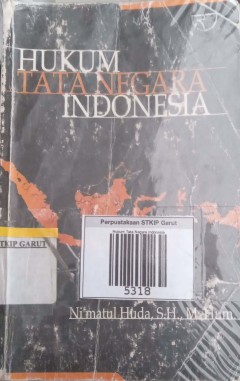 HUKUM
TATA NEGARA
INDONESIA
Perpustakaan STKIP Garut
Hukum Tata Negara Indonesia
5318
TKIP GARUT
Ni'matul Huda, S.H., M.Hum.